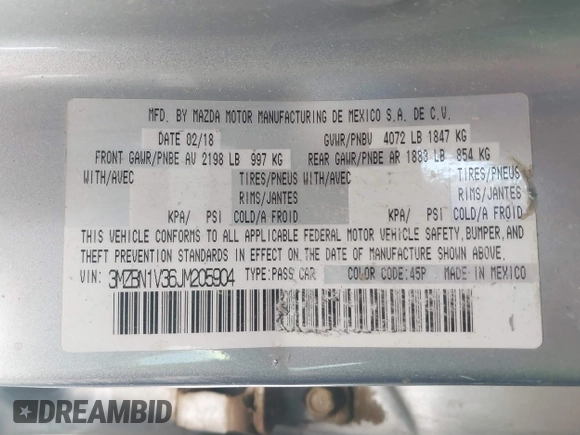 MFD. BY MAZDA MOTOR MANUFACTURING DE MEXICO S.A. DE C.V.
DATE 02/18 GVWR/PNBV 4072 LB 1847 KG
FRONT GAWR/PNBE AV 2198 LB 997 KG REAR GAWR/PNBE AR 1883 LB 854 KG
WITH/AVEC TIRES/PNEUS WITH/AVEC TIRES/PNEUS
RIMS/JANTES RIMS/JANTES
KPA/ PSI COLD/A FROID KPA/ PSI COLD/A FROID
THIS VEHICLE CONFORMS TO ALL APPLICABLE FEDERAL MOTOR VEHICLE SAFETY, BUMPER, AND
THEFT PREVENTION STANDARDS IN EFFECT ON THE DATE OF MANUFACTURE SHOWN ABOVE.
VIN: 3MZBN1V36JM205904 TYPE:PASS CAR COLOR CODE:45P MADE IN MEXICO
DREAMBID